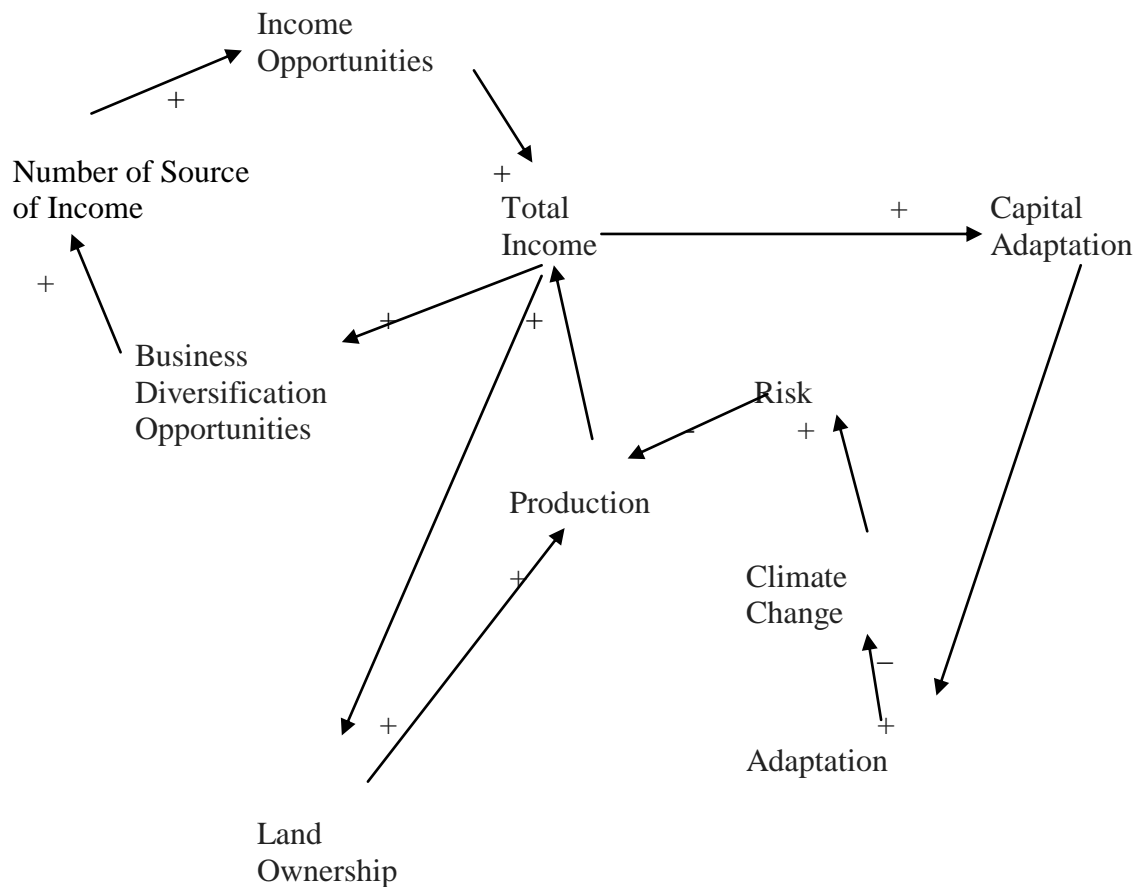 Income
Opportunities
+
Number of Source
of Income
+
Total
Income
+
Capital
Adaptation
+
+
+
Business
Diversification
Opportunities
Risk
-
+
Production
+
Climate
Change
–
+
+
Adaptation
Land
Ownership